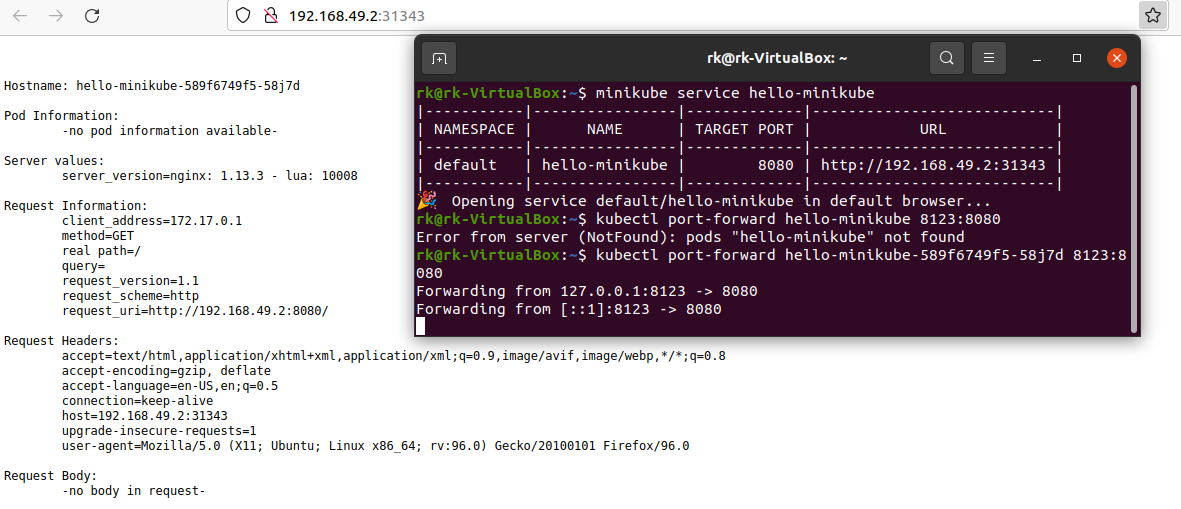 192.168.49.2:31343
Hostname: hello-minikube-589f6749f5-58j7d
Pod Information:
-no pod information available-
Server values:
server_version=nginx: 1.13.3 - lua: 10008
Request Information:
client_address=172.17.0.1
method=GET
real path=/
query=
request_version=1.1
request_scheme=http
request_uri=http://192.168.49.2:8080/
Request Headers:
accept=text/html,application/xhtml+xml,application/xml;q=0.9,image/avif,image/webp,*/*;q=0.8
accept-encoding=gzip, deflate
accept-language=en-US,en;q=0.5
connection=keep-alive
host=192.168.49.2:31343
upgrade-insecure-requests=1
user-agent=Mozilla/5.0 (X11; Ubuntu; Linux x86_64; rv:96.0) Gecko/20100101 Firefox/96.0
Request Body:
-no body in request-
rk@rk-VirtualBox: ~
rk@rk-VirtualBox:~$ minikube service hello-minikube
|-----------|----------------|-------------|---------------------------|
| NAMESPACE |      NAME      | TARGET PORT |            URL            |
|-----------|----------------|-------------|---------------------------|
| default   | hello-minikube |        8080 | http://192.168.49.2:31343 |
|-----------|----------------|-------------|---------------------------|
🎉  Opening service default/hello-minikube in default browser...
rk@rk-VirtualBox:~$ kubectl port-forward hello-minikube 8123:8080
Error from server (NotFound): pods "hello-minikube" not found
rk@rk-VirtualBox:~$ kubectl port-forward hello-minikube-589f6749f5-58j7d 8123:8
080
Forwarding from 127.0.0.1:8123 -> 8080
Forwarding from [::1]:8123 -> 8080